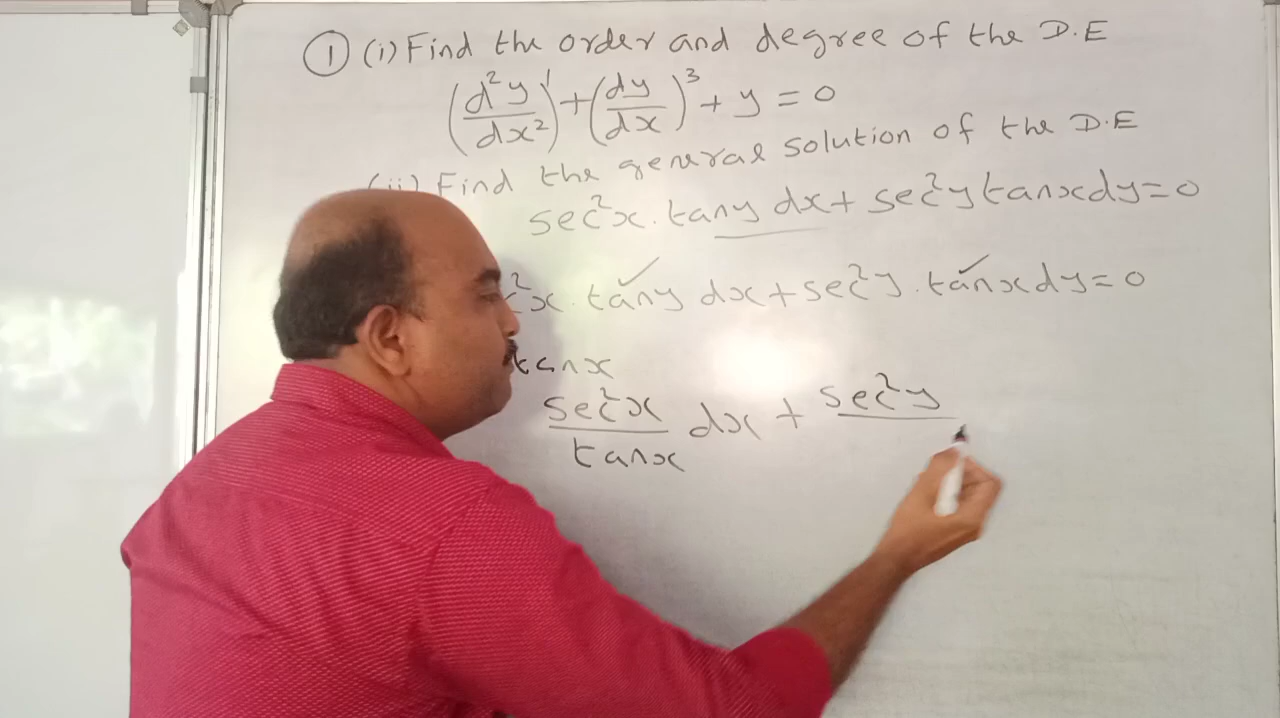 ① (i) Find the order and degree of the D.E
(d²y/dx²)¹ + (dy/dx)³ + y = 0
(ii) Find the general solution of the D.E
sec²x . tany dx + sec²y tanx dy = 0
²x . tany dx + sec²y . tanx dy = 0
tanx
sec²x/tanx dx + sec²y